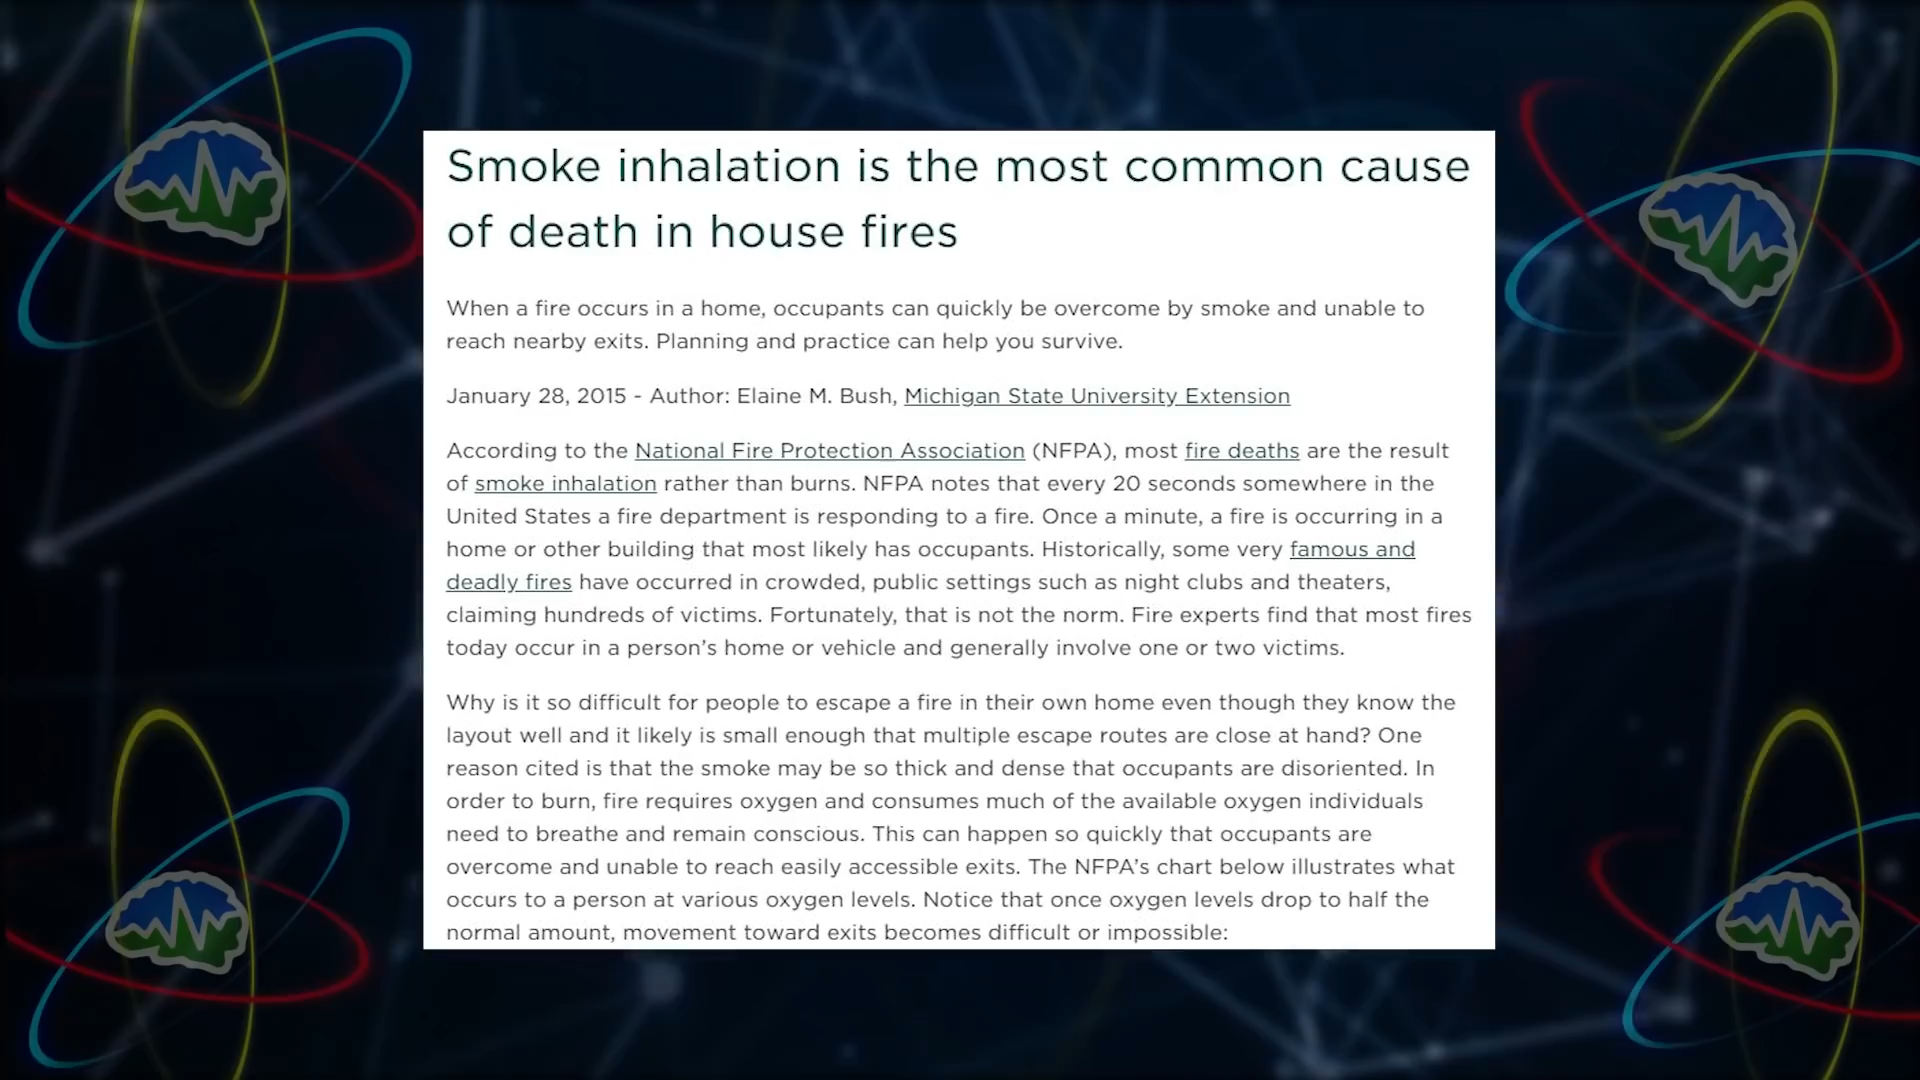 Smoke inhalation is the most common cause
of death in house fires
When a fire occurs in a home, occupants can quickly be overcome by smoke and unable to
reach nearby exits. Planning and practice can help you survive.
January 28, 2015 - Author: Elaine M. Bush, Michigan State University Extension
According to the National Fire Protection Association (NFPA), most fire deaths are the result
of smoke inhalation rather than burns. NFPA notes that every 20 seconds somewhere in the
United States a fire department is responding to a fire. Once a minute, a fire is occurring in a
home or other building that most likely has occupants. Historically, some very famous and
deadly fires have occurred in crowded, public settings such as night clubs and theaters,
claiming hundreds of victims. Fortunately, that is not the norm. Fire experts find that most fires
today occur in a person's home or vehicle and generally involve one or two victims.
Why is it so difficult for people to escape a fire in their own home even though they know the
layout well and it likely is small enough that multiple escape routes are close at hand? One
reason cited is that the smoke may be so thick and dense that occupants are disoriented. In
order to burn, fire requires oxygen and consumes much of the available oxygen individuals
need to breathe and remain conscious. This can happen so quickly that occupants are
overcome and unable to reach easily accessible exits. The NFPA's chart below illustrates what
occurs to a person at various oxygen levels. Notice that once oxygen levels drop to half the
normal amount, movement toward exits becomes difficult or impossible: